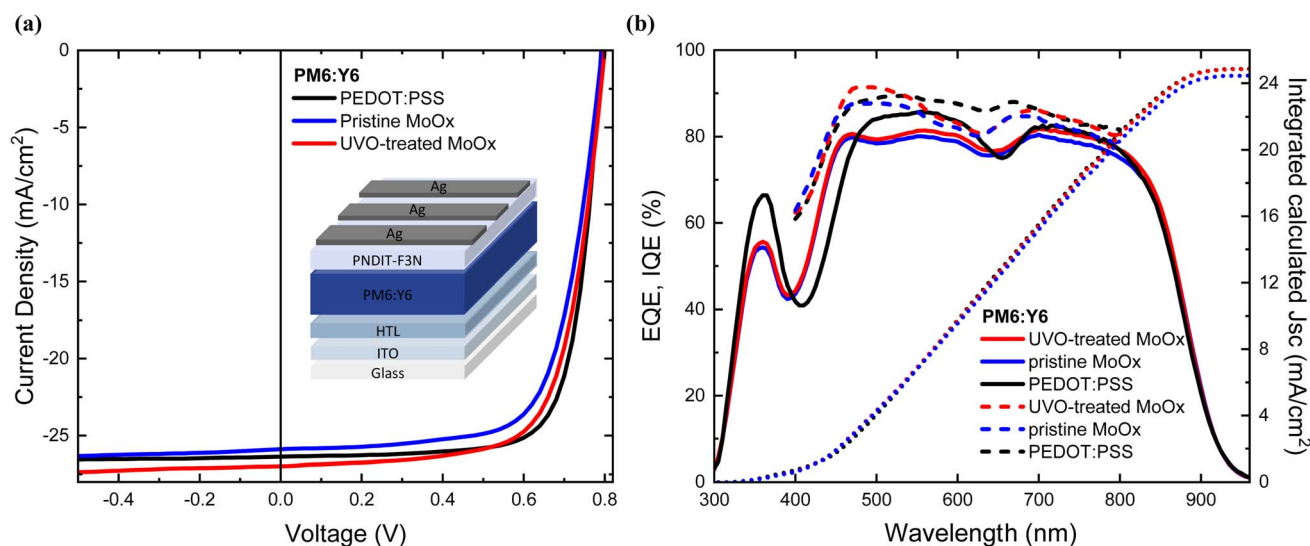 (a)
0
-5
-10
-15
-20
-25
Current Density (mA/cm²)
-0.4
-0.2
0.0
0.2
0.4
0.6
0.8
Voltage (V)
PM6:Y6
PEDOT:PSS
Pristine MoOx
UVO-treated MoOx
Ag
Ag
Ag
PNDIT-F3N
PM6:Y6
HTL
ITO
Glass
(b)
100
80
60
40
20
0
EQE, IQE (%)
300
400
500
600
700
800
900
Wavelength (nm)
PM6:Y6
UVO-treated MoOx
pristine MoOx
PEDOT:PSS
UVO-treated MoOx
pristine MoOx
PEDOT:PSS
24
20
16
12
8
4
0
Integrated calculated Jsc (mA/cm²)